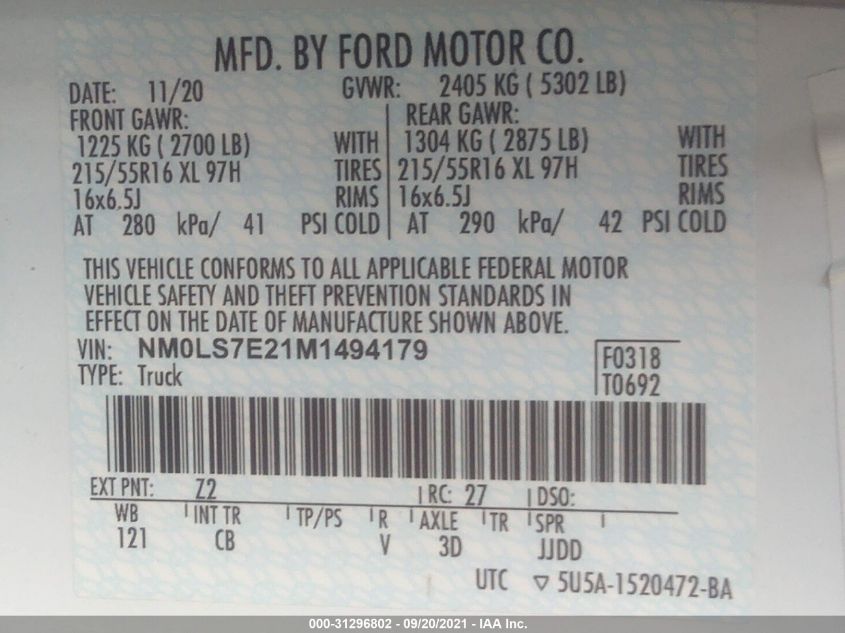 MFD. BY FORD MOTOR CO.
DATE: 11/20 GVWR: 2405 KG ( 5302 LB)
FRONT GAWR: REAR GAWR:
1225 KG ( 2700 LB) WITH 1304 KG ( 2875 LB) WITH
215/55R16 XL 97H TIRES 215/55R16 XL 97H TIRES
16x6.5J RIMS 16x6.5J RIMS
AT 280 kPa/ 41 PSI COLD AT 290 kPa/ 42 PSI COLD
THIS VEHICLE CONFORMS TO ALL APPLICABLE FEDERAL MOTOR
VEHICLE SAFETY AND THEFT PREVENTION STANDARDS IN
EFFECT ON THE DATE OF MANUFACTURE SHOWN ABOVE.
VIN: NM0LS7E21M1494179 F0318
TYPE: Truck T0692
EXT PNT: Z2 RC: 27 DSO:
WB INT TR TP/PS R AXLE TR SPR
121 CB V 3D JJDD
UTC ▽ 5U5A-1520472-BA
000-31296802 - 09/20/2021 - IAA Inc.